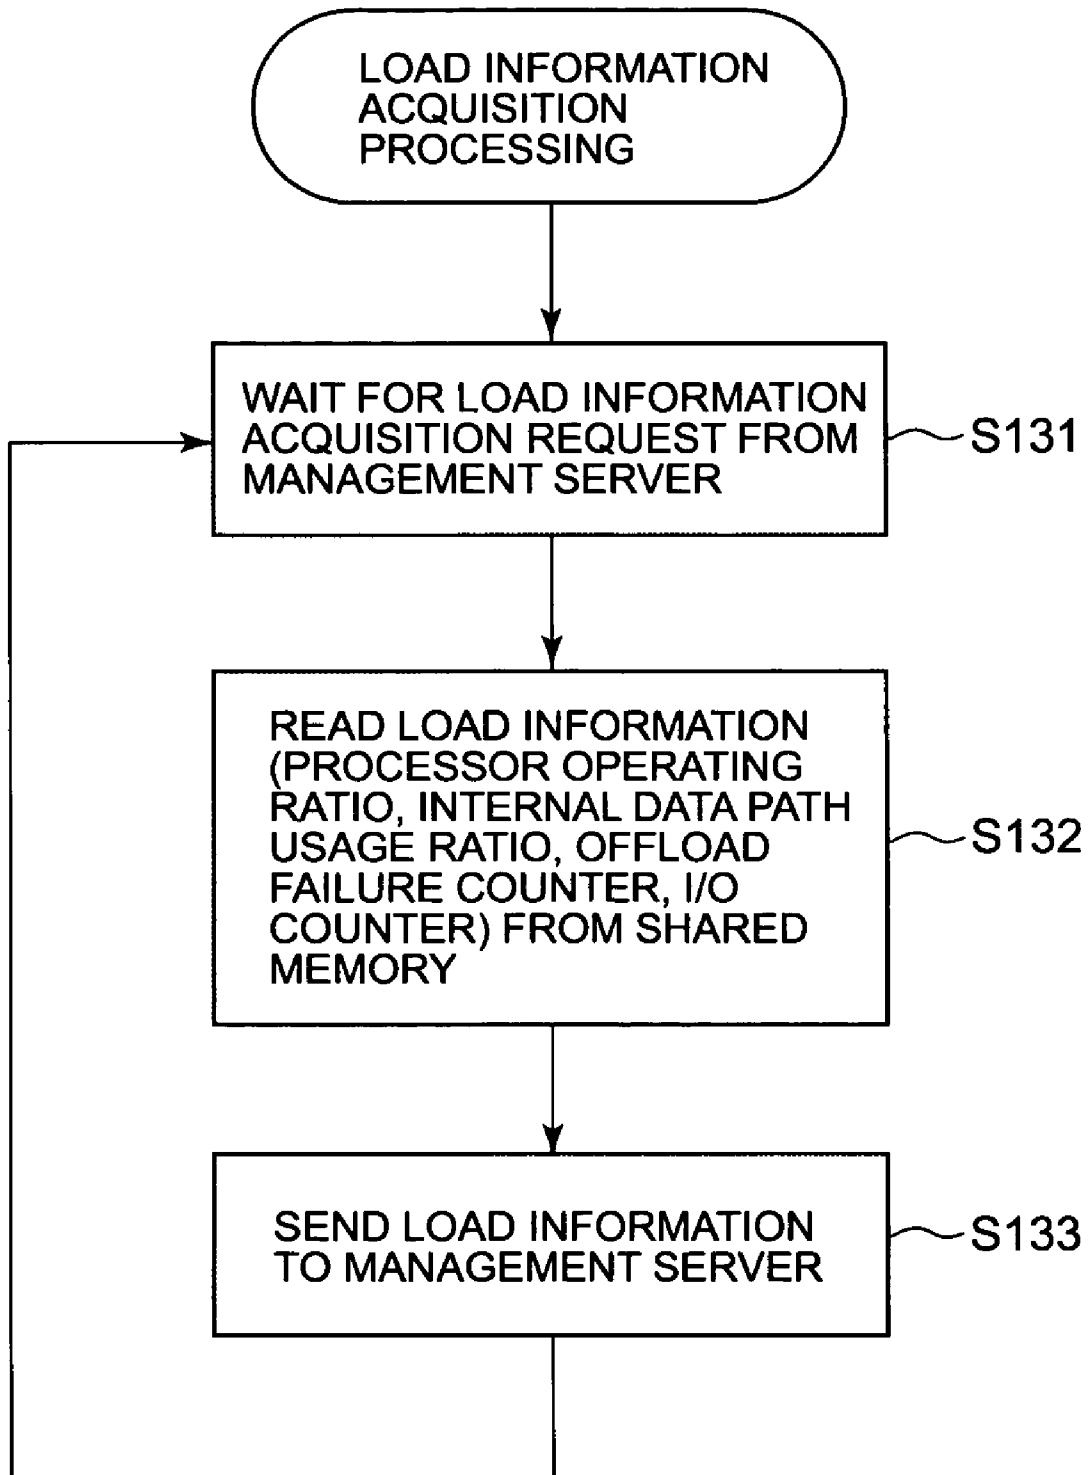 LOAD INFORMATION
ACQUISITION
PROCESSING
WAIT FOR LOAD INFORMATION
ACQUISITION REQUEST FROM
MANAGEMENT SERVER
S131
READ LOAD INFORMATION
(PROCESSOR OPERATING
RATIO, INTERNAL DATA PATH
USAGE RATIO, OFFLOAD
FAILURE COUNTER, I/O
COUNTER) FROM SHARED
MEMORY
S132
SEND LOAD INFORMATION
TO MANAGEMENT SERVER
S133